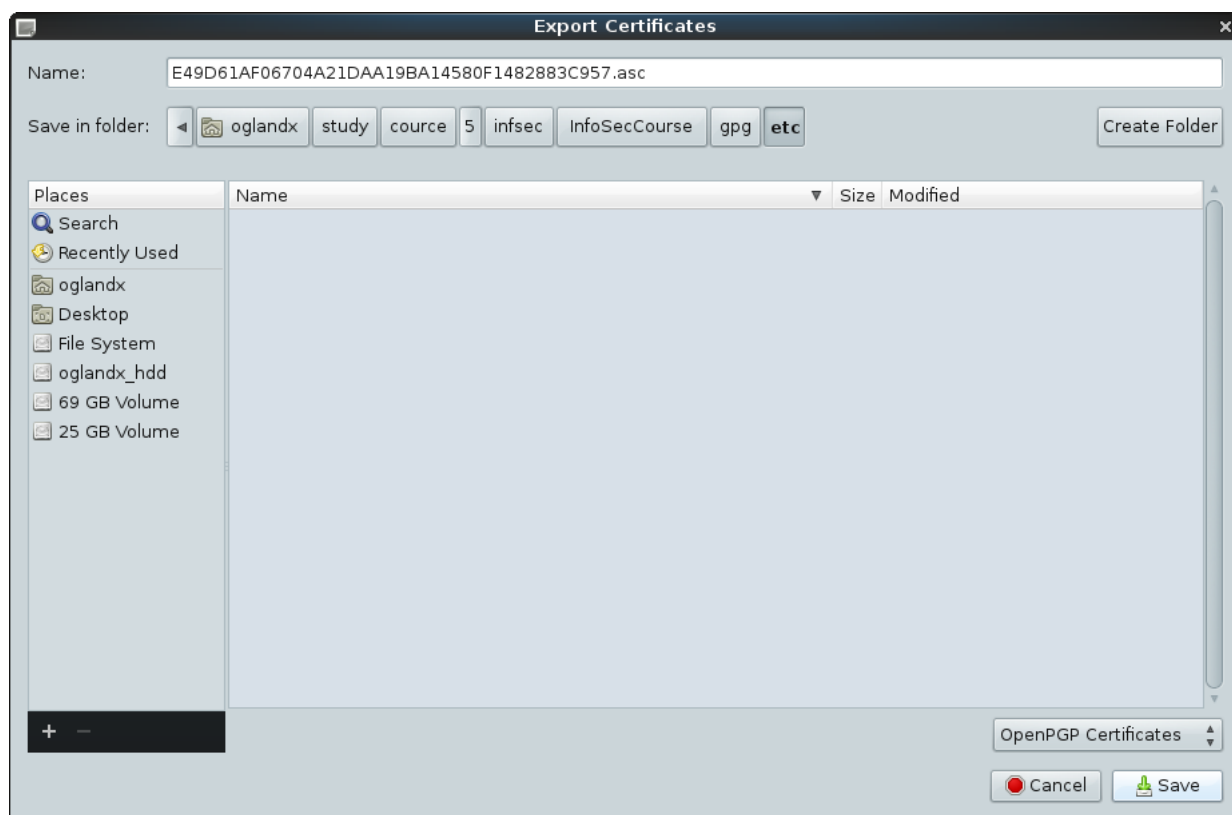 Export Certificates
Name: E49D61AF06704A21DAA19BA14580F1482883C957.asc
Save in folder: oglandx study cource 5 infsec InfoSecCourse gpg etc Create Folder
Places Name Size Modified
Search
Recently Used
oglandx
Desktop
File System
oglandx_hdd
69 GB Volume
25 GB Volume
OpenPGP Certificates
Cancel Save